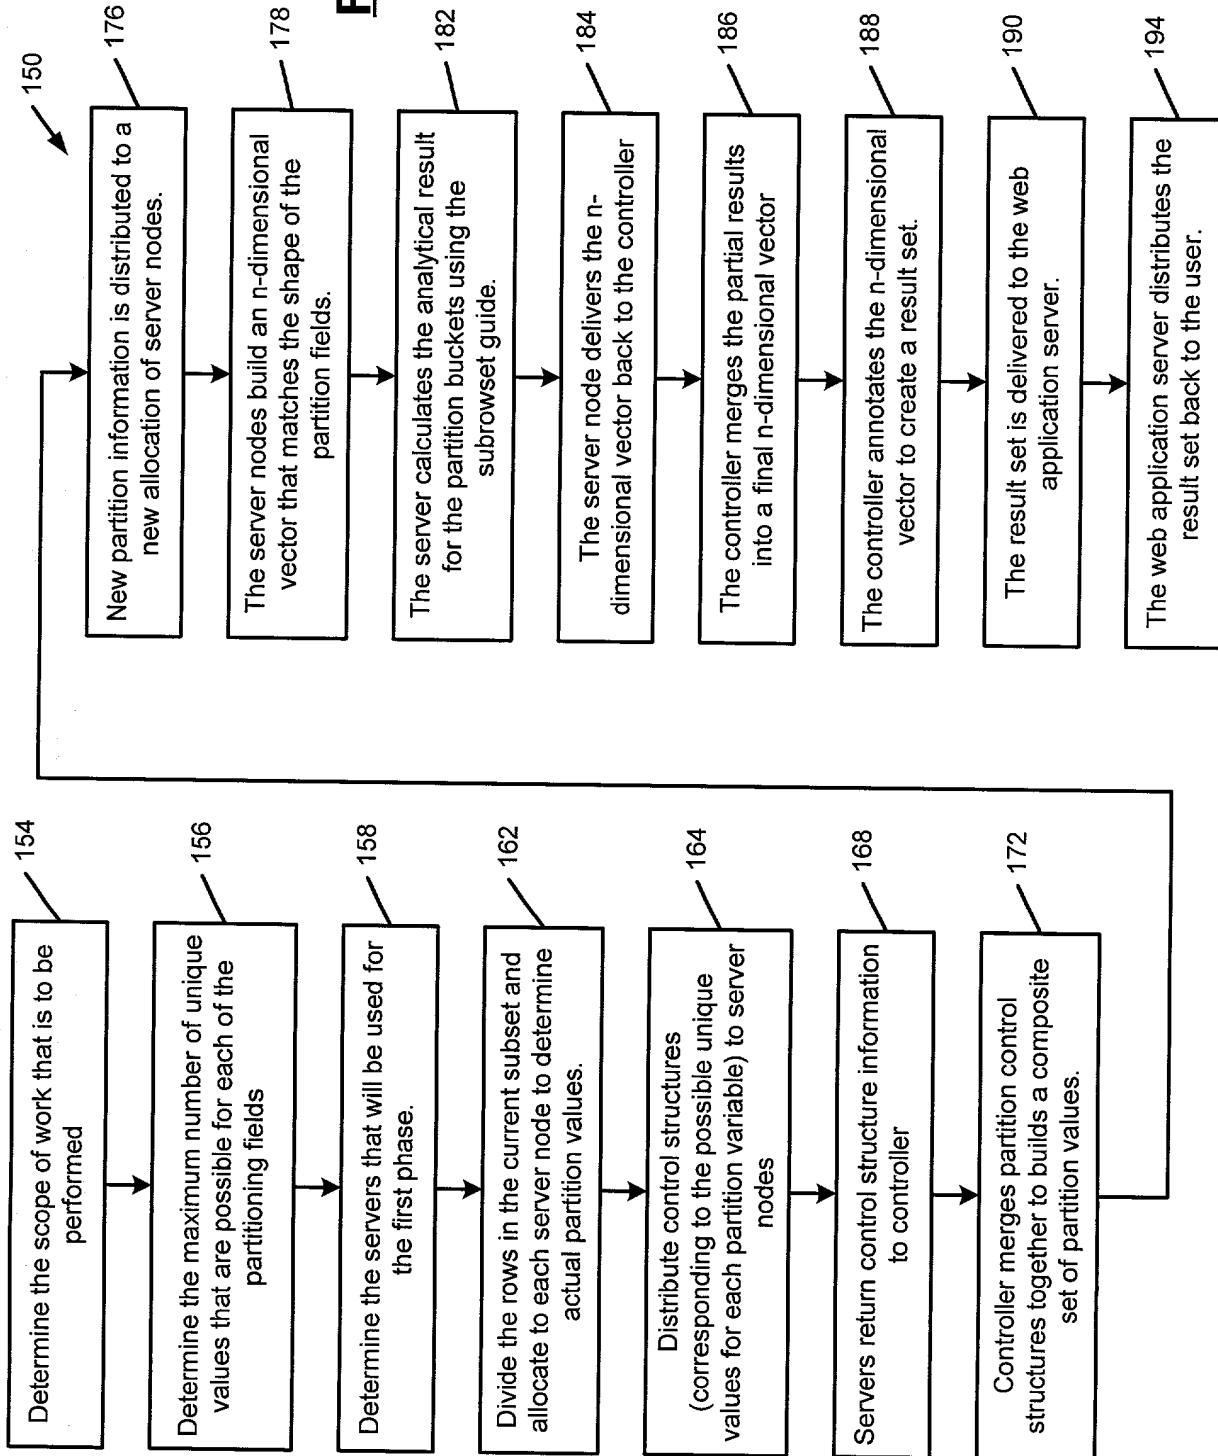 150
Determine the scope of work that is to be
performed
154
Determine the maximum number of unique
values that are possible for each of the
partitioning fields
156
Determine the servers that will be used for
the first phase.
158
Divide the rows in the current subset and
allocate to each server node to determine
actual partition values.
162
Distribute control structures
(corresponding to the possible unique
values for each partition variable) to server
nodes
164
Servers return control structure information
to controller
168
Controller merges partition control
structures together to builds a composite
set of partition values.
172
New partition information is distributed to a
new allocation of server nodes.
176
The server nodes build an n-dimensional
vector that matches the shape of the
partition fields.
178
The server calculates the analytical result
for the partition buckets using the
subrowset guide.
182
The server node delivers the n-
dimensional vector back to the controller
184
The controller merges the partial results
into a final n-dimensional vector
186
The controller annotates the n-dimensional
vector to create a result set.
188
The result set is delivered to the web
application server.
190
The web application server distributes the
result set back to the user.
194